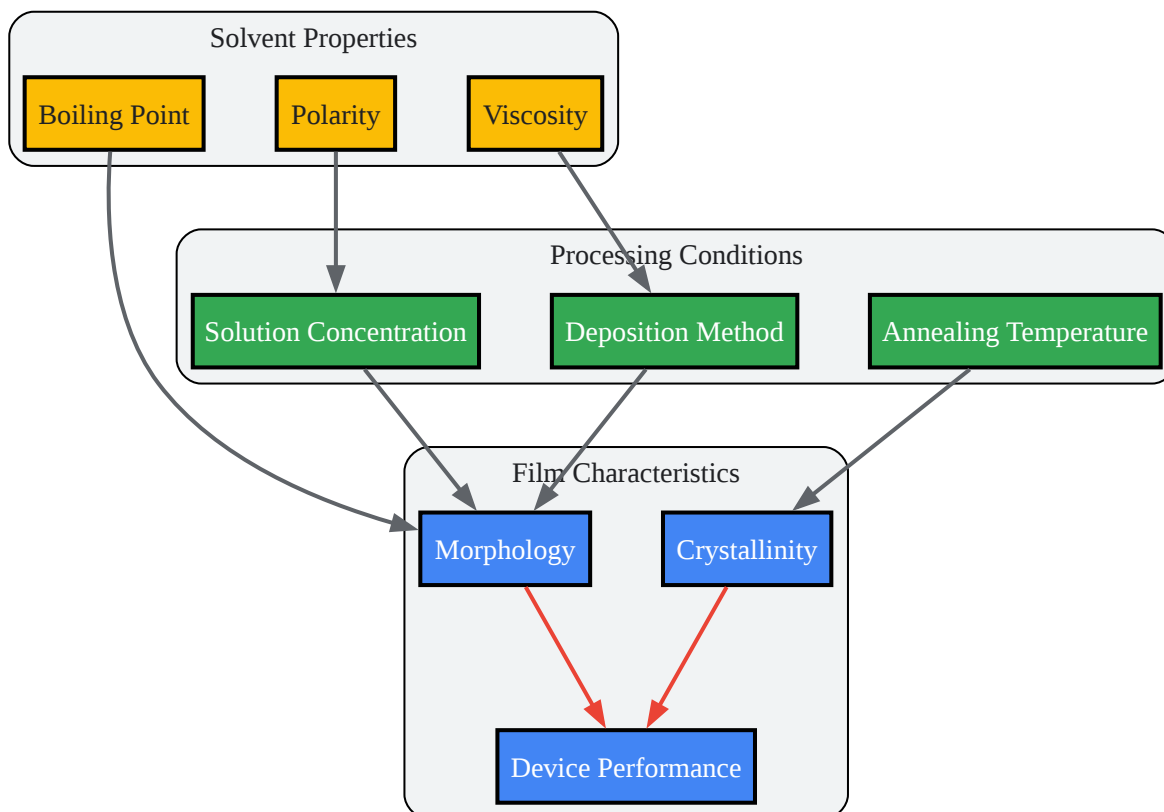 Solvent Properties
Boiling Point
Polarity
Viscosity
Processing Conditions
Solution Concentration
Deposition Method
Annealing Temperature
Film Characteristics
Morphology
Crystallinity
Device Performance